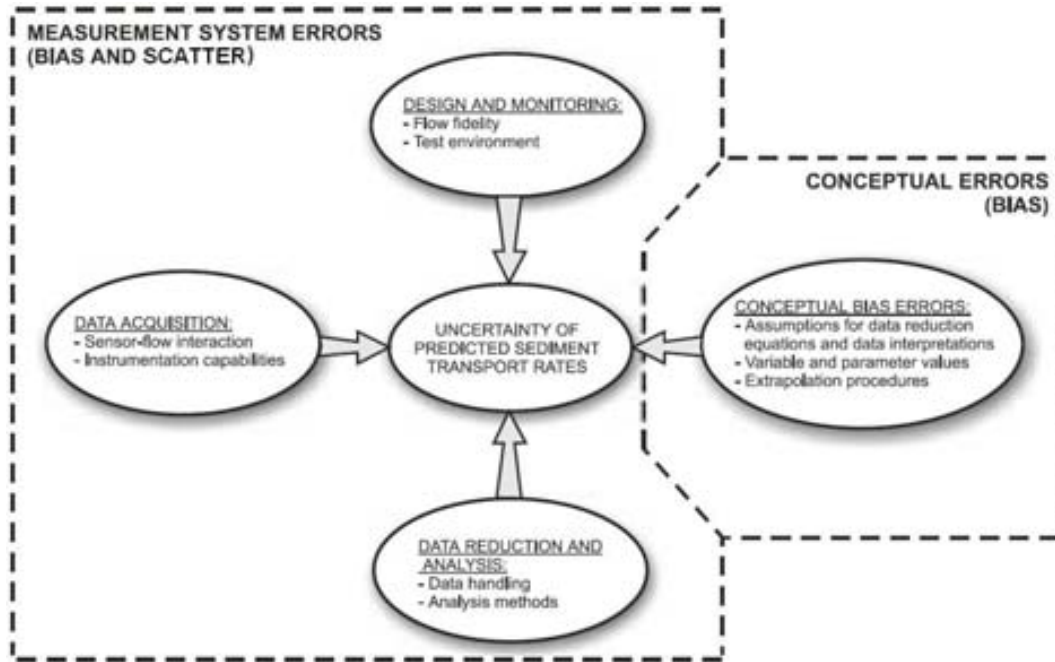 MEASUREMENT SYSTEM ERRORS
(BIAS AND SCATTER)
DESIGN AND MONITORING:
- Flow fidelity
- Test environment
CONCEPTUAL ERRORS
(BIAS)
DATA ACQUISITION:
- Sensor-flow interaction
- Instrumentation capabilities
UNCERTAINTY OF
PREDICTED SEDIMENT
TRANSPORT RATES
CONCEPTUAL BIAS ERRORS:
- Assumptions for data reduction
equations and data interpretations
- Variable and parameter values
- Extrapolation procedures
DATA REDUCTION AND
ANALYSIS:
- Data handling
- Analysis methods